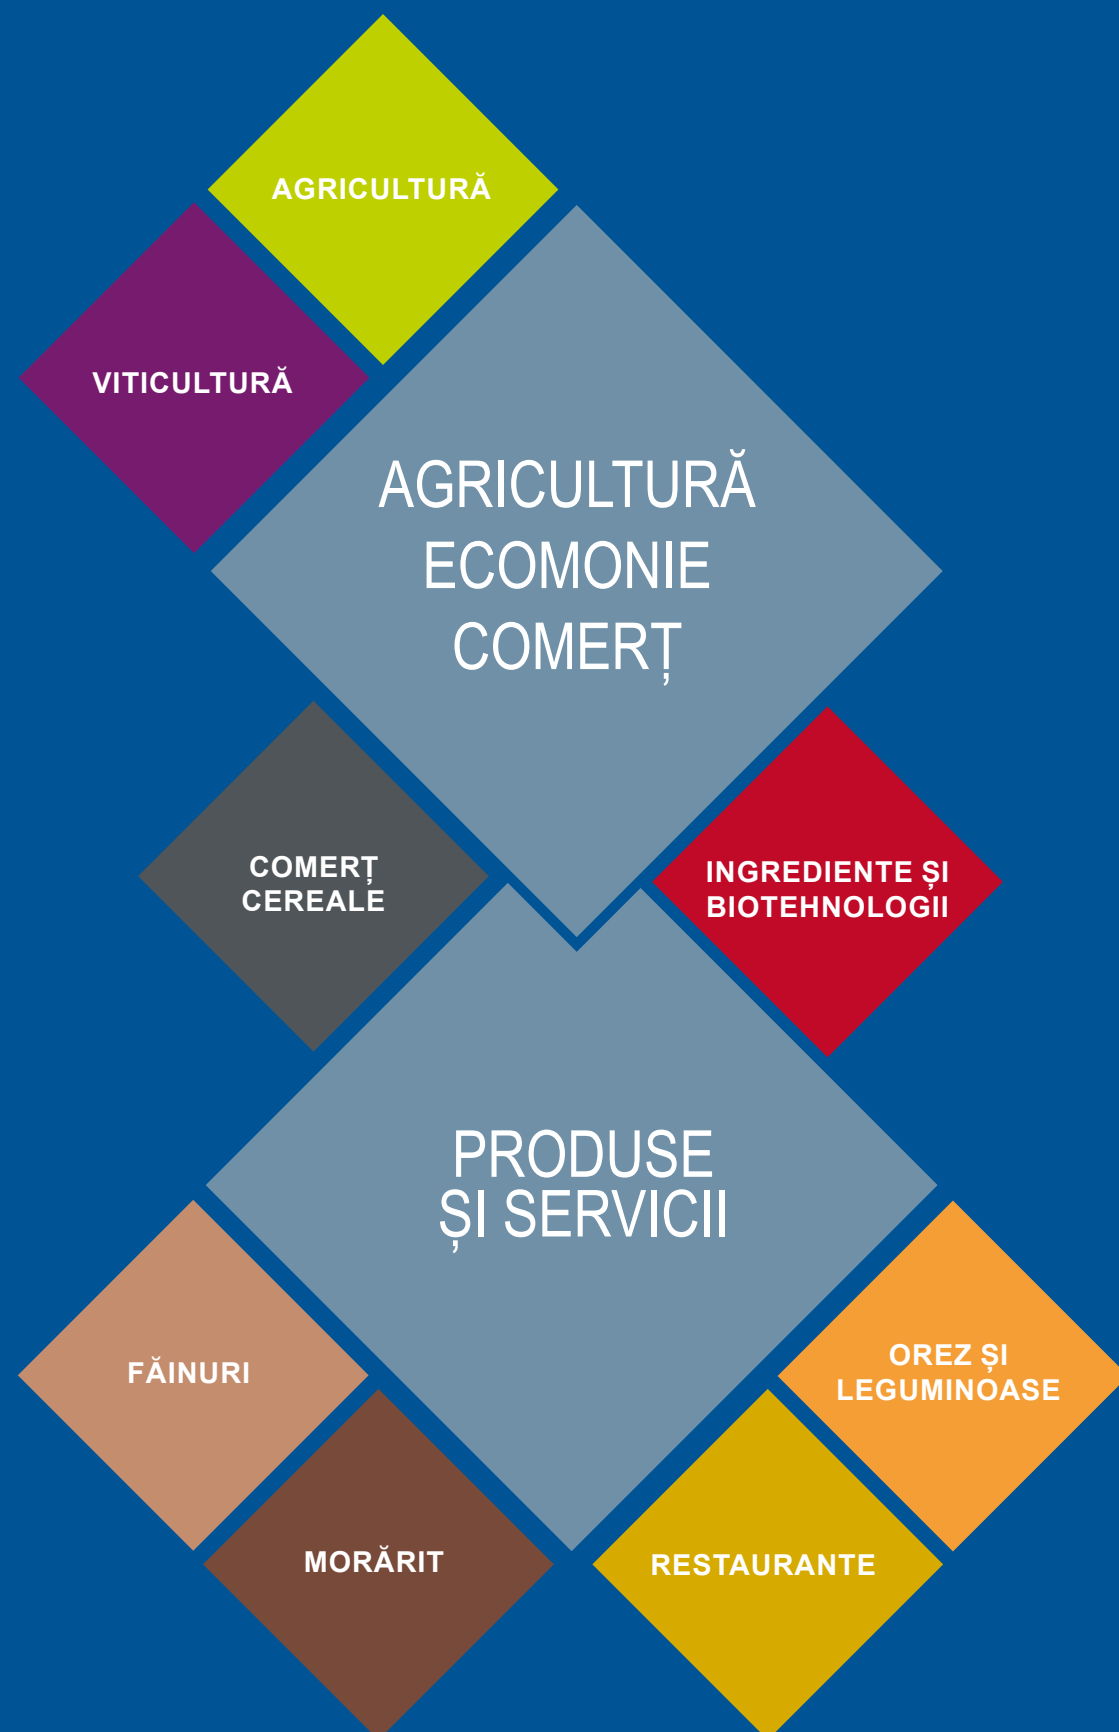 AGRICULTURĂ
VITICULTURĂ
AGRICULTURĂ
ECOMONIE
COMERȚ
COMERȚ
CEREALE
INGREDIENTE ȘI
BIOTEHNOLOGII
PRODUSE
ȘI SERVICII
FĂINURI
OREZ ȘI
LEGUMINOASE
MORĂRIT
RESTAURANTE